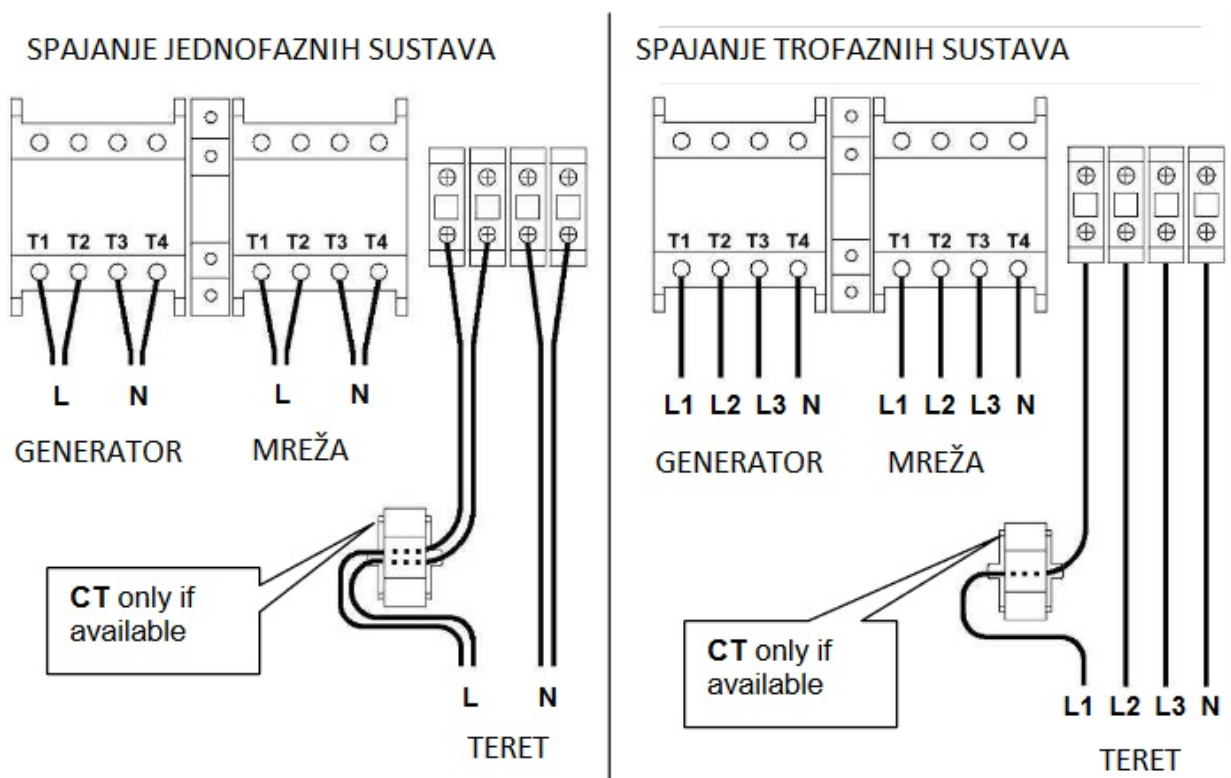 SPAJANJE JEDNOFAZNIH SUSTAVA
T1 T2 T3 T4
T1 T2 T3 T4
L N
L N
GENERATOR
MREŽA
CT only if
available
L N
TERET
SPAJANJE TROFAZNIH SUSTAVA
T1 T2 T3 T4
T1 T2 T3 T4
L1 L2 L3 N
L1 L2 L3 N
GENERATOR
MREŽA
CT only if
available
L1 L2 L3 N
TERET